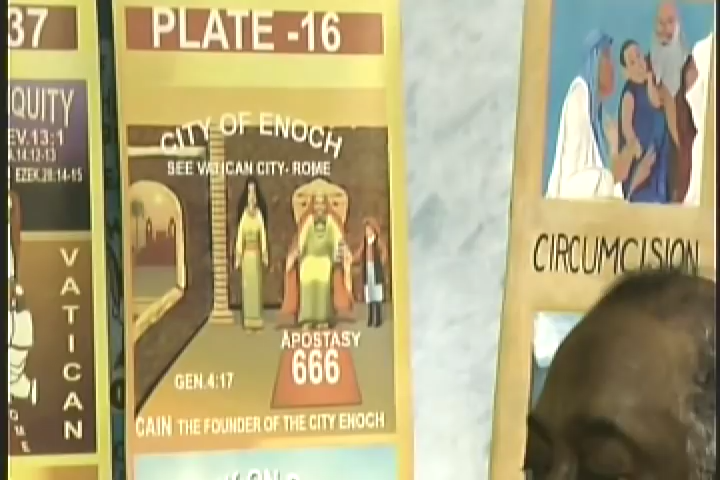 37
QUITY
EV.13:1
EZEK.28:14-15
VATICAN
PLATE -16
CITY OF ENOCH
SEE VATICAN CITY- ROME
APOSTASY
666
GEN.4:17
CAIN THE FOUNDER OF THE CITY ENOCH
CIRCUMCISION